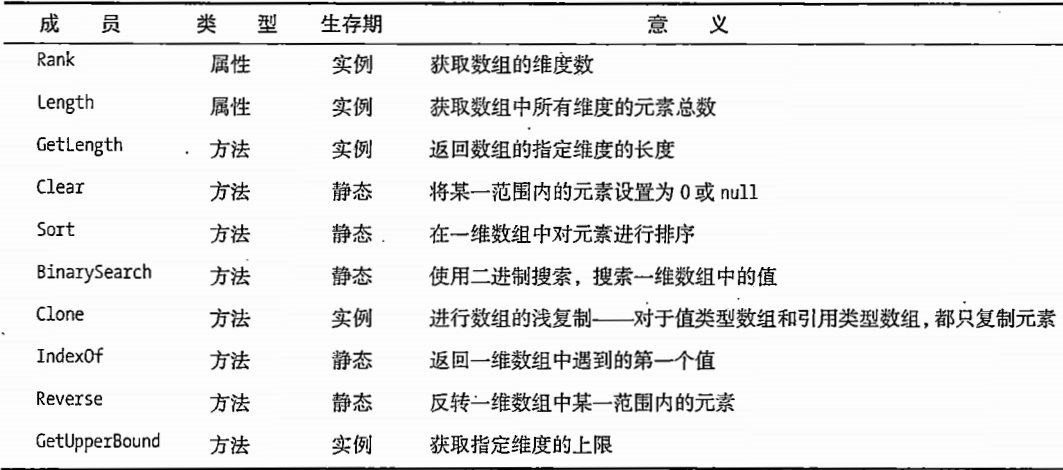 成 员 类 型 生存期 意 义
Rank 属性 实例 获取数组的维度数
Length 属性 实例 获取数组中所有维度的元素总数
GetLength 方法 实例 返回数组的指定维度的长度
Clear 方法 静态 将某一范围内的元素设置为0或null
Sort 方法 静态 在一维数组中对元素进行排序
BinarySearch 方法 静态 使用二进制搜索，搜索一维数组中的值
Clone 方法 实例 进行数组的浅复制——对于值类型数组和引用类型数组，都只复制元素
IndexOf 方法 静态 返回一维数组中遇到的第一个值
Reverse 方法 静态 反转一维数组中某一范围内的元素
GetUpperBound 方法 实例 获取指定维度的上限